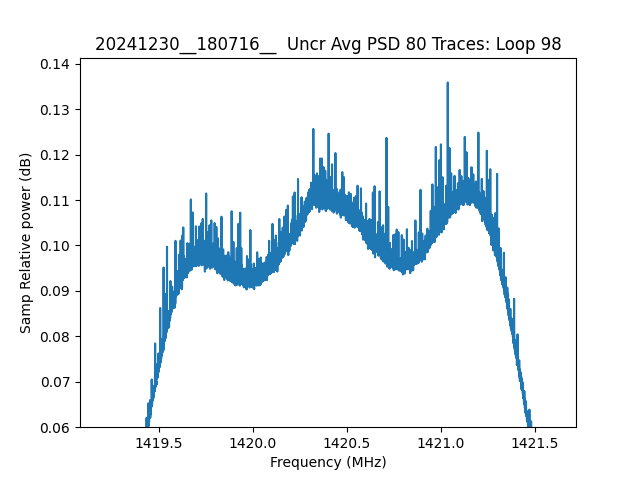 20241230__180716__  Uncr Avg PSD 80 Traces: Loop 98
Samp Relative power (dB)
0.14
0.13
0.12
0.11
0.10
0.09
0.08
0.07
0.06
1419.5 1420.0 1420.5 1421.0 1421.5
Frequency (MHz)